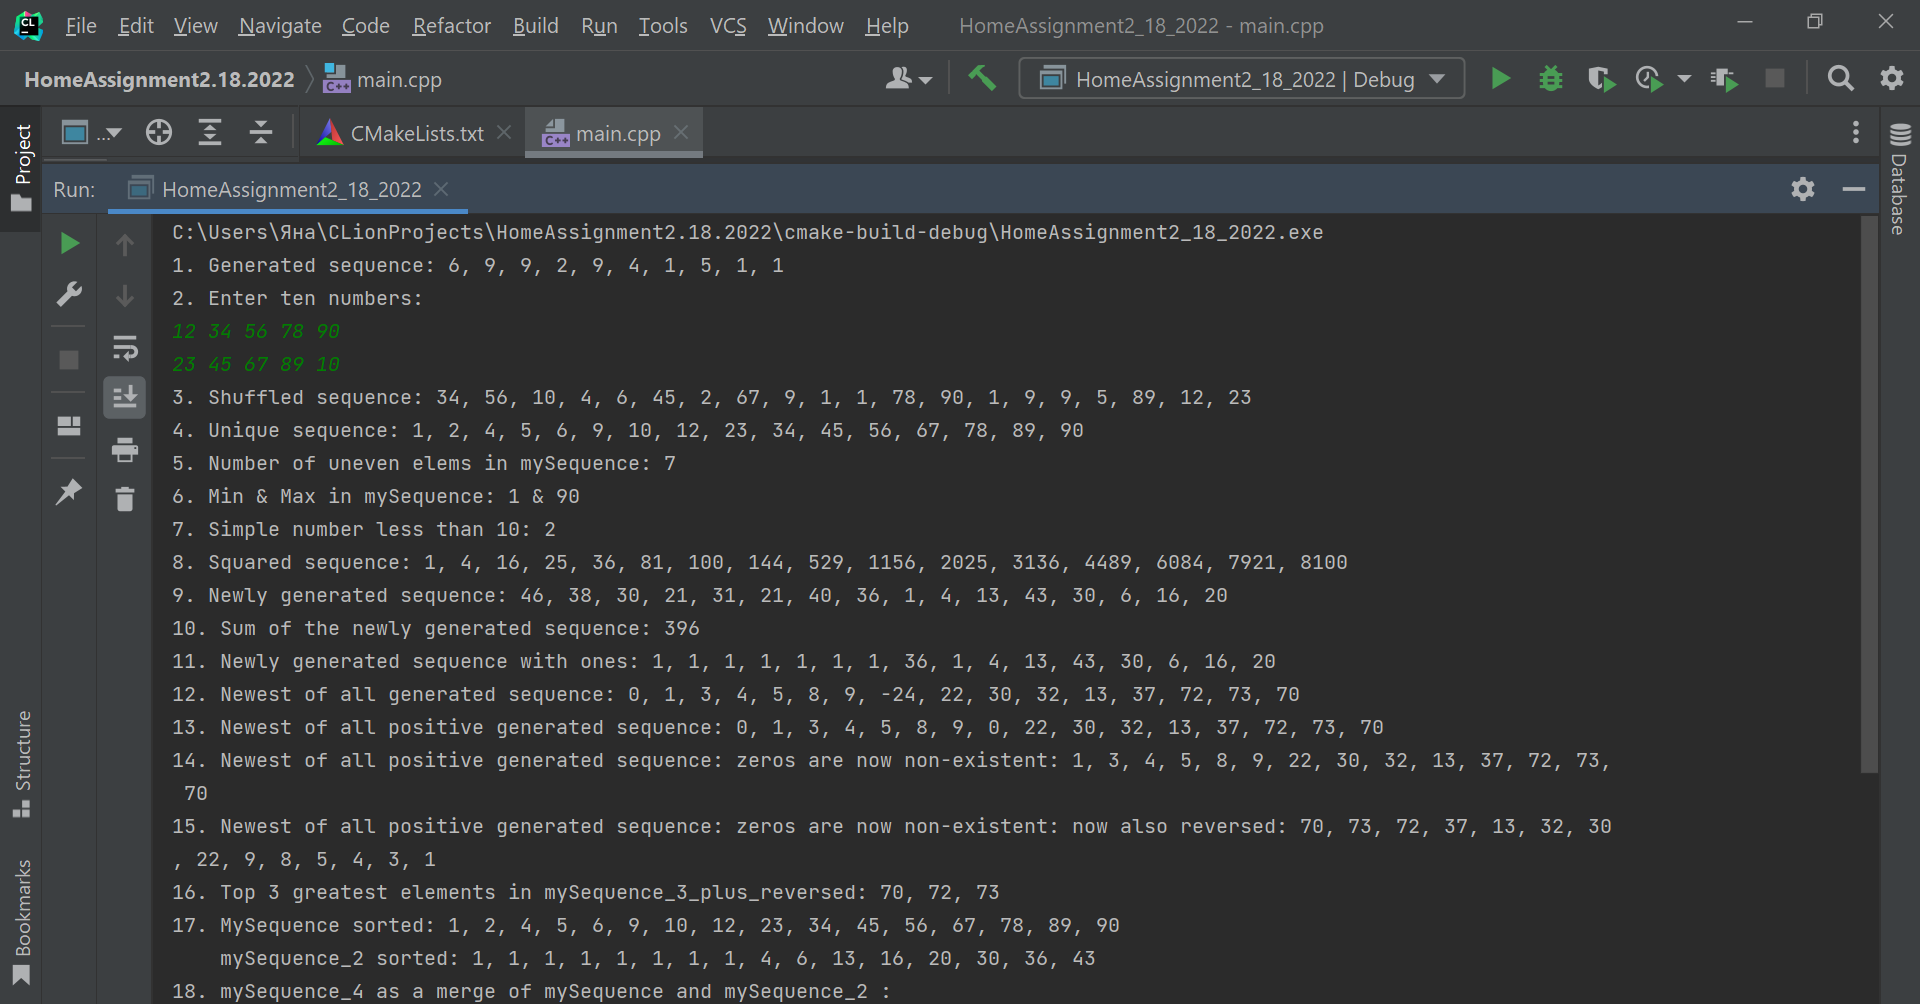 CL
File Edit View Navigate Code Refactor Build Run Tools VCS Window Help HomeAssignment2_18_2022 - main.cpp
HomeAssignment2.18.2022 main.cpp HomeAssignment2_18_2022 | Debug
... CMakeLists.txt main.cpp
Project
Database
Run: HomeAssignment2_18_2022
C:\Users\Яна\CLionProjects\HomeAssignment2.18.2022\cmake-build-debug\HomeAssignment2_18_2022.exe
1. Generated sequence: 6, 9, 9, 2, 9, 4, 1, 5, 1, 1
2. Enter ten numbers:
12 34 56 78 90
23 45 67 89 10
3. Shuffled sequence: 34, 56, 10, 4, 6, 45, 2, 67, 9, 1, 1, 78, 90, 1, 9, 9, 5, 89, 12, 23
4. Unique sequence: 1, 2, 4, 5, 6, 9, 10, 12, 23, 34, 45, 56, 67, 78, 89, 90
5. Number of uneven elems in mySequence: 7
6. Min & Max in mySequence: 1 & 90
7. Simple number less than 10: 2
8. Squared sequence: 1, 4, 16, 25, 36, 81, 100, 144, 529, 1156, 2025, 3136, 4489, 6084, 7921, 8100
9. Newly generated sequence: 46, 38, 30, 21, 31, 21, 40, 36, 1, 4, 13, 43, 30, 6, 16, 20
10. Sum of the newly generated sequence: 396
11. Newly generated sequence with ones: 1, 1, 1, 1, 1, 1, 1, 36, 1, 4, 13, 43, 30, 6, 16, 20
12. Newest of all generated sequence: 0, 1, 3, 4, 5, 8, 9, -24, 22, 30, 32, 13, 37, 72, 73, 70
13. Newest of all positive generated sequence: 0, 1, 3, 4, 5, 8, 9, 0, 22, 30, 32, 13, 37, 72, 73, 70
14. Newest of all positive generated sequence: zeros are now non-existent: 1, 3, 4, 5, 8, 9, 22, 30, 32, 13, 37, 72, 73,
70
15. Newest of all positive generated sequence: zeros are now non-existent: now also reversed: 70, 73, 72, 37, 13, 32, 30
, 22, 9, 8, 5, 4, 3, 1
16. Top 3 greatest elements in mySequence_3_plus_reversed: 70, 72, 73
17. MySequence sorted: 1, 2, 4, 5, 6, 9, 10, 12, 23, 34, 45, 56, 67, 78, 89, 90
mySequence_2 sorted: 1, 1, 1, 1, 1, 1, 1, 1, 4, 6, 13, 16, 20, 30, 36, 43
18. mySequence_4 as a merge of mySequence and mySequence_2 :
Structure
Bookmarks